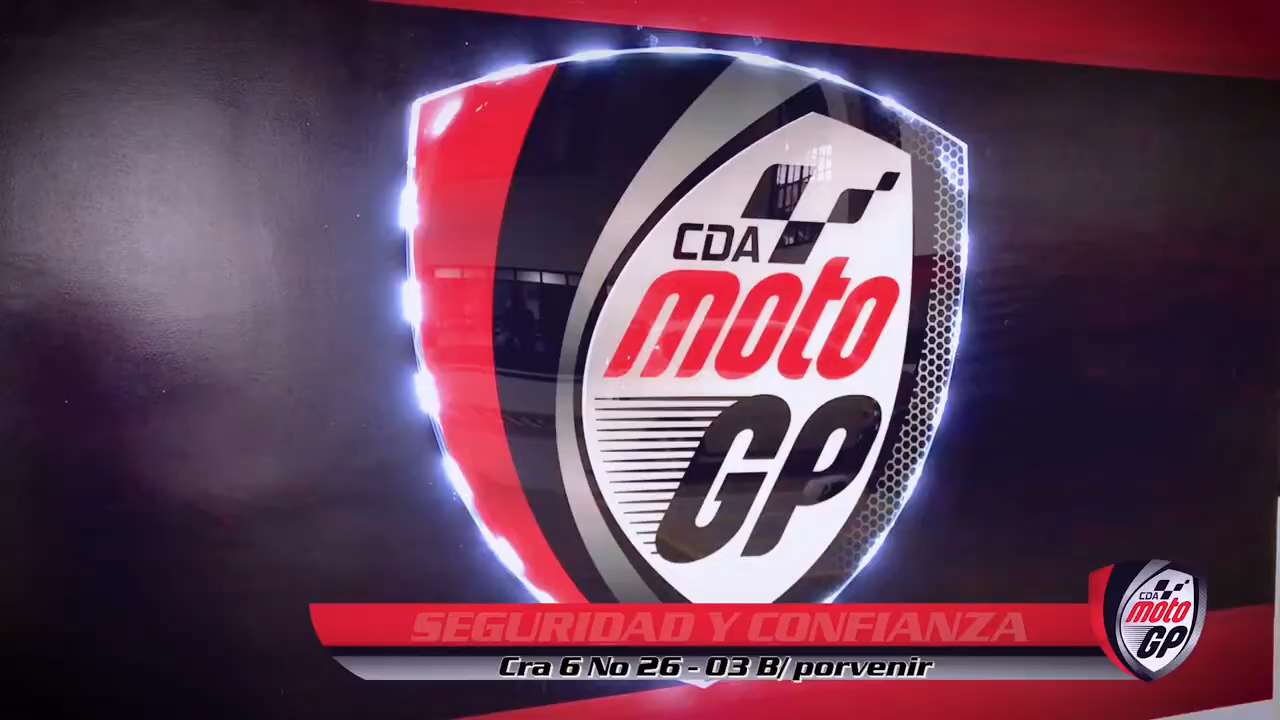 CDA
moto
GP
SEGURIDAD Y CONFIANZA
Cra 6 No 26 - 03 B/ porvenir
CDA
moto
GP